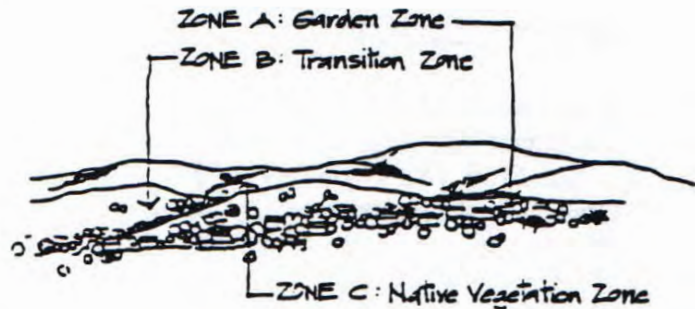 ZONE A: Garden Zone
ZONE B: Transition Zone
ZONE C: Native Vegetation Zone